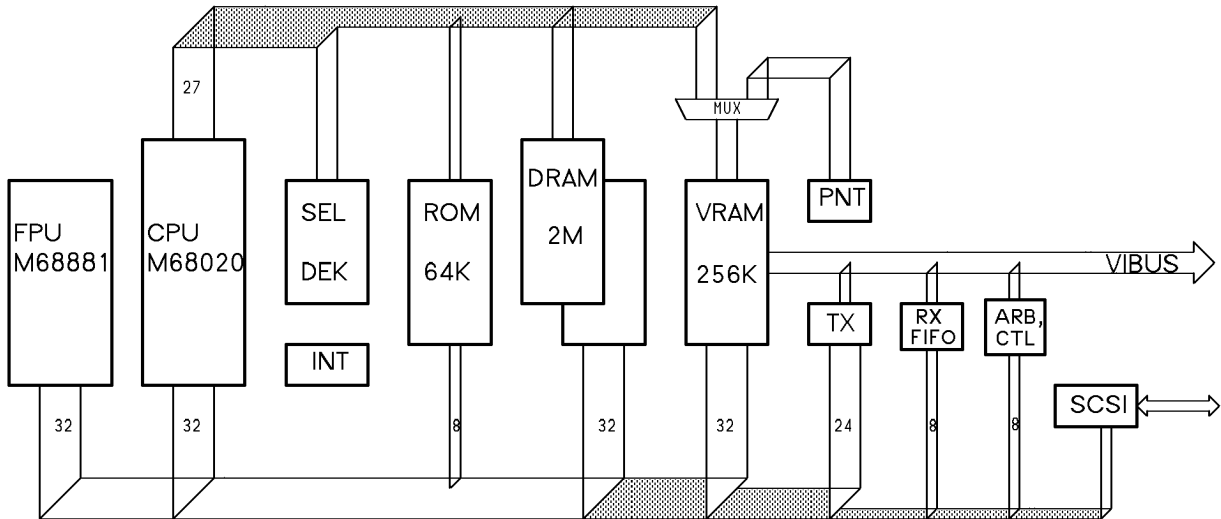 27
MUX
FPU
M68881
CPU
M68020
SEL
DEK
INT
ROM
64K
DRAM
2M
VRAM
256K
PNT
VIBUS
TX
RX
FIFO
ARB,
CTL
SCSI
32
32
8
32
32
24
8
8